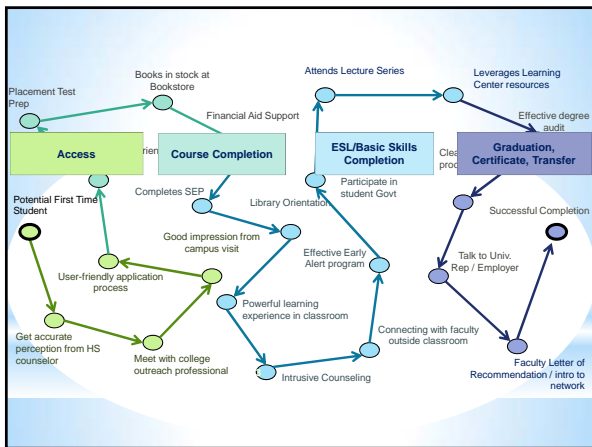 Placement Test
Prep
Books in stock at
Bookstore
Attends Lecture Series
Leverages Learning
Center resources
Financial Aid Support
Effective degree
audit
Access
Course Completion
ESL/Basic Skills
Completion
Graduation,
Certificate, Transfer
Potential First Time
Student
Completes SEP
Library Orientation
Participate in
student Govt
Successful Completion
Good impression from
campus visit
Effective Early
Alert program
Talk to Univ.
Rep / Employer
User-friendly application
process
Powerful learning
experience in classroom
Get accurate
perception from HS
counselor
Meet with college
outreach professional
Connecting with faculty
outside classroom
Intrusive Counseling
Faculty Letter of
Recommendation / intro to
network